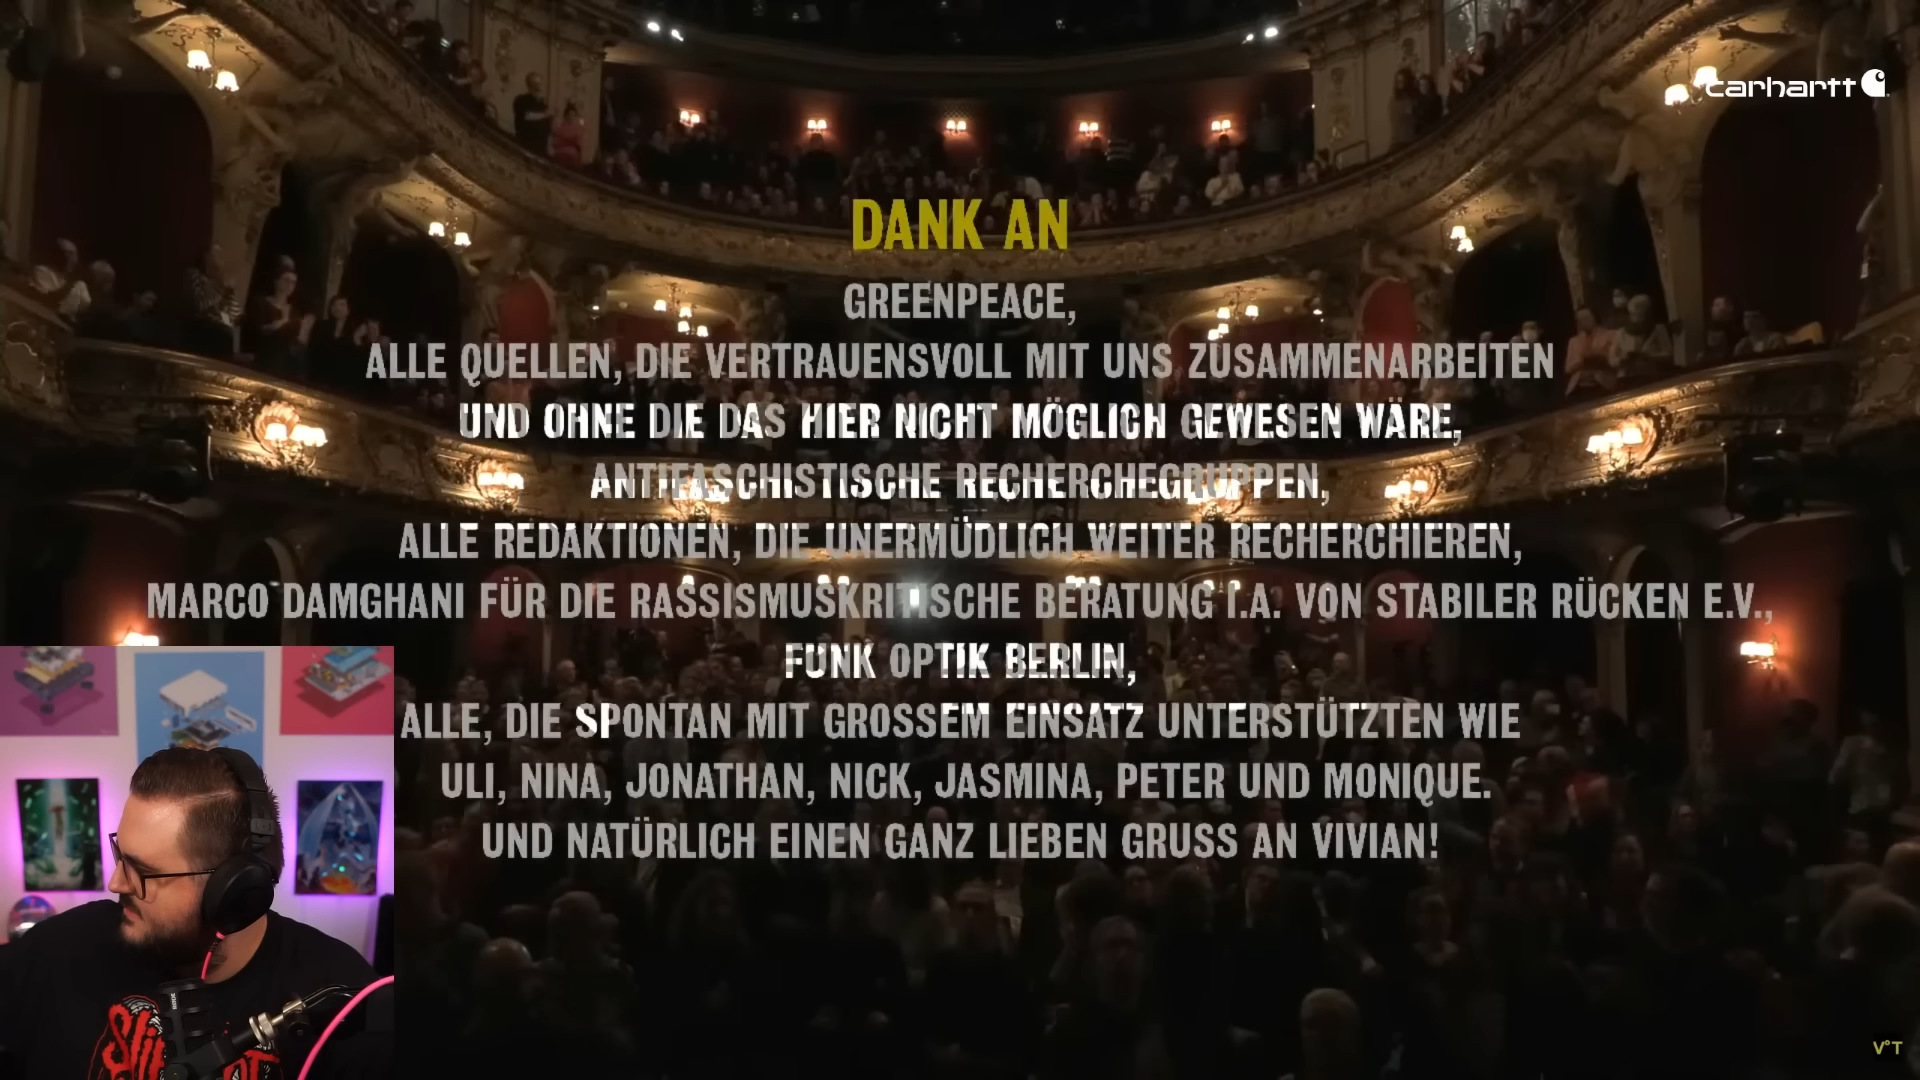 carhartt
DANK AN
GREENPEACE,
ALLE QUELLEN, DIE VERTRAUENSVOLL MIT UNS ZUSAMMENARBEITEN
UND OHNE DIE DAS HIER NICHT MÖGLICH GEWESEN WÄRE,
ANTIFASCHISTISCHE RECHERCHEGRUPPEN,
ALLE REDAKTIONEN, DIE UNERMÜDLICH WEITER RECHERCHIEREN,
MARCO DAMGHANI FÜR DIE RASSISMUSKRITISCHE BERATUNG I.A. VON STABILER RÜCKEN E.V.,
FUNK OPTIK BERLIN,
ALLE, DIE SPONTAN MIT GROSSEM EINSATZ UNTERSTÜTZTEN WIE
ULI, NINA, JONATHAN, NICK, JASMINA, PETER UND MONIQUE.
UND NATÜRLICH EINEN GANZ LIEBEN GRUSS AN VIVIAN!
V°T